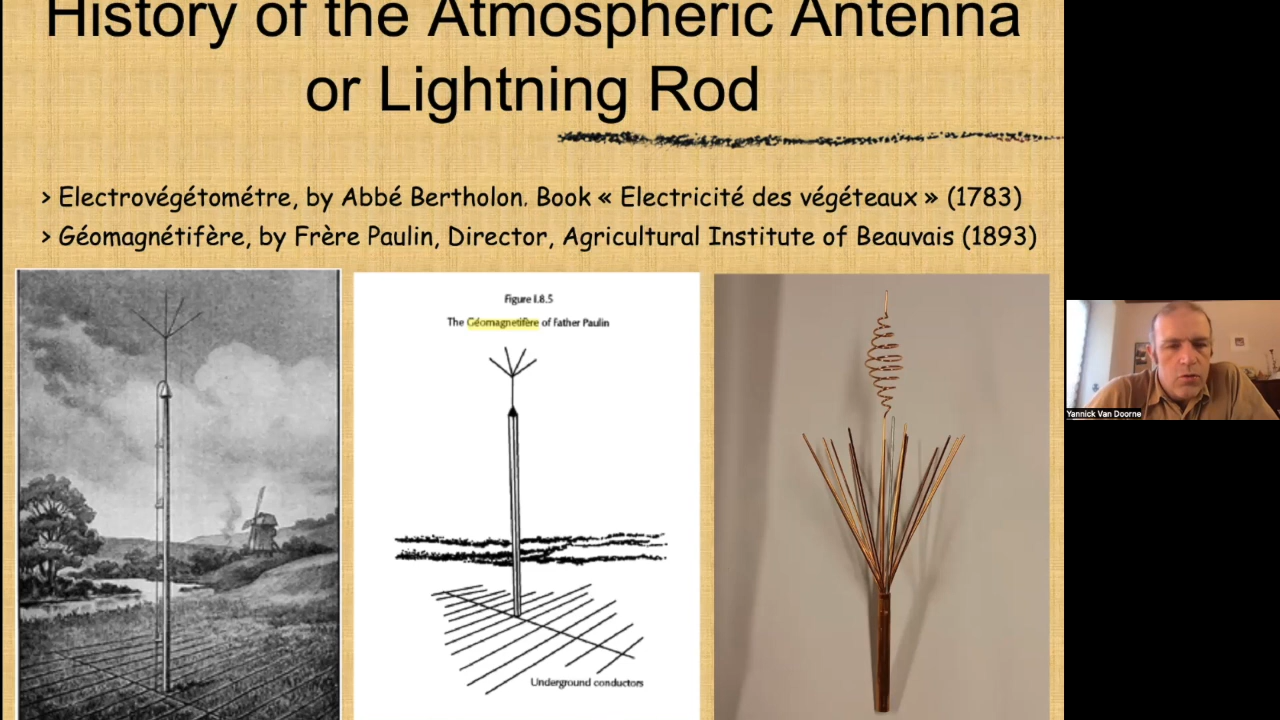 History of the Atmospheric Antenna
or Lightning Rod
> Electrovégétométre, by Abbé Bertholon. Book « Electricité des végéteaux » (1783)
> Géomagnétifère, by Frère Paulin, Director, Agricultural Institute of Beauvais (1893)
Figure I.8.5
The Géomagnetifère of Father Paulin
Underground conductors
Yannick Van Doorne